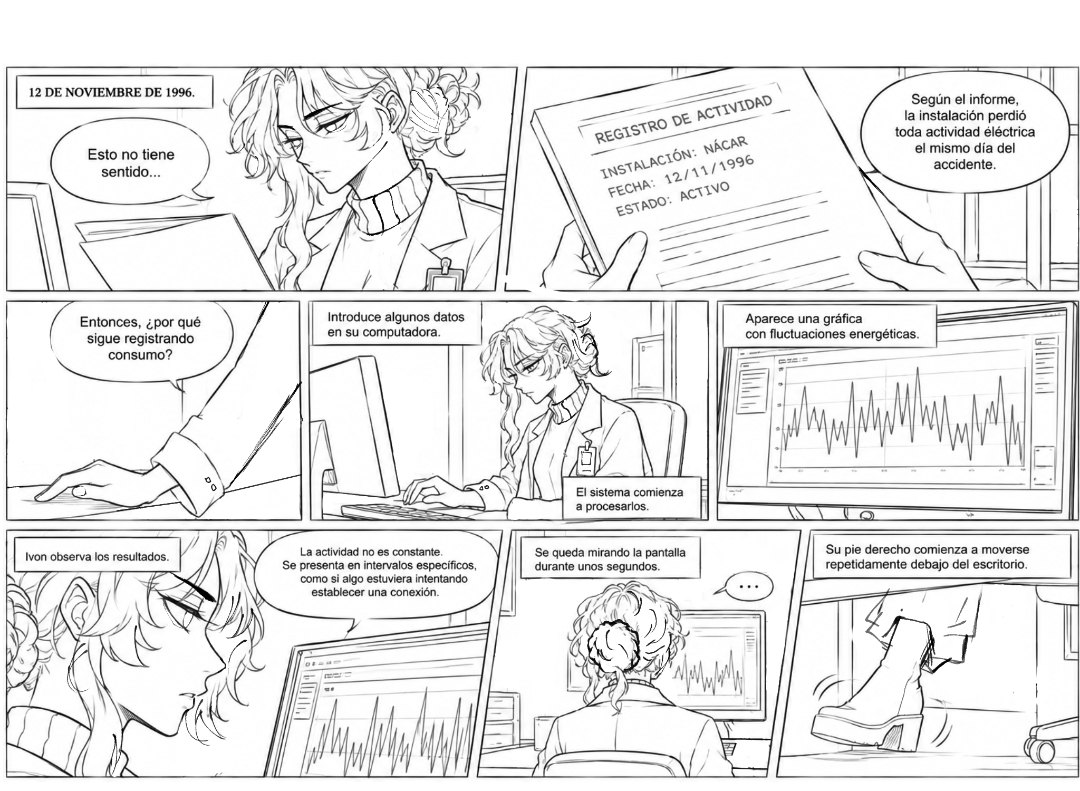 12 DE NOVIEMBRE DE 1996.
Esto no tiene
sentido...
REGISTRO DE ACTIVIDAD
INSTALACIÓN: NÁCAR
FECHA: 12/11/1996
ESTADO: ACTIVO
Según el informe,
la instalación perdió
toda actividad éléctrica
el mismo día del
accidente.
Entonces, ¿por qué
sigue registrando
consumo?
Introduce algunos datos
en su computadora.
El sistema comienza
a procesarlos.
Aparece una gráfica
con fluctuaciones energéticas.
Ivon observa los resultados.
La actividad no es constante.
Se presenta en intervalos específicos,
como si algo estuviera intentando
establecer una conexión.
Se queda mirando la pantalla
durante unos segundos.
...
Su pie derecho comienza a moverse
repetidamente debajo del escritorio.